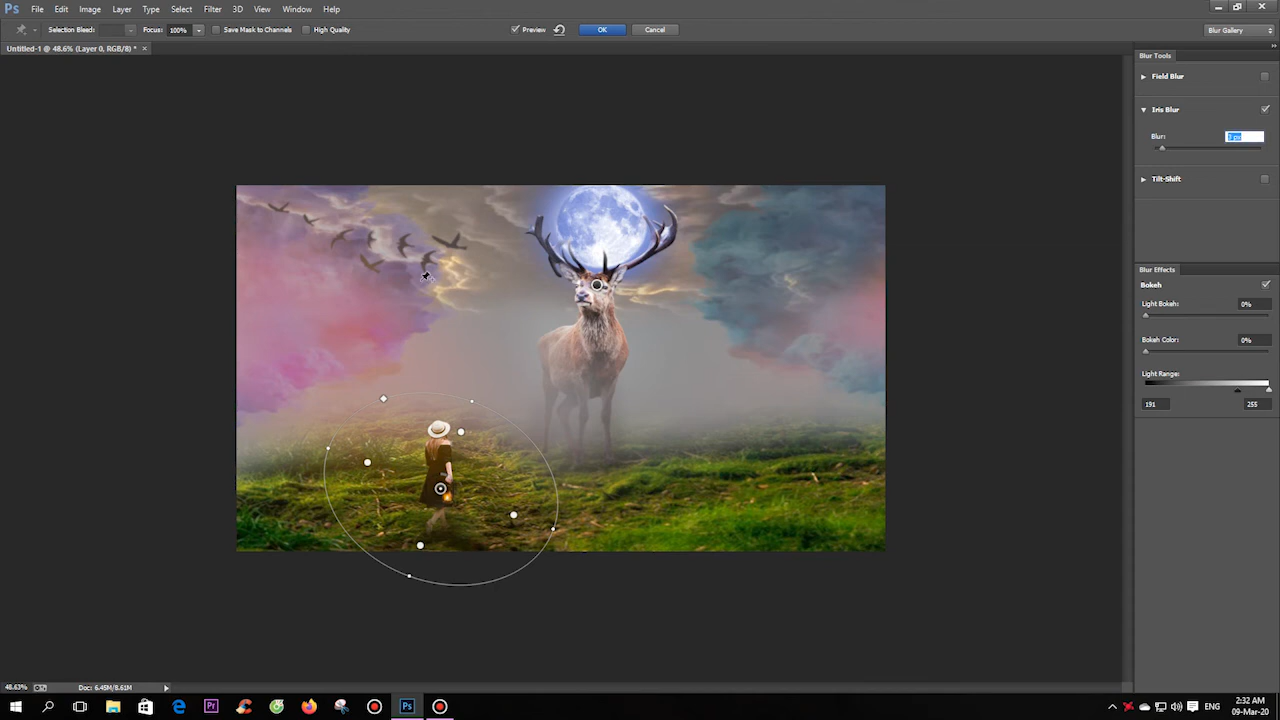 Ps File Edit Image Layer Type Select Filter 3D View Window Help
Selection Bleed: Focus: 100% Save Mask to Channels High Quality Preview OK Cancel Blur Gallery
Untitled-1 @ 48.6% (Layer 0, RGB/8) * ×
Blur Tools
Field Blur
Iris Blur
Blur:
Tilt-Shift
Blur Effects
Bokeh
Light Bokeh: 0%
Bokeh Color: 0%
Light Range:
191 255
48.63% Doc: 6.45M/8.61M
Pr Ps ENG 2:32 AM
09-Mar-20